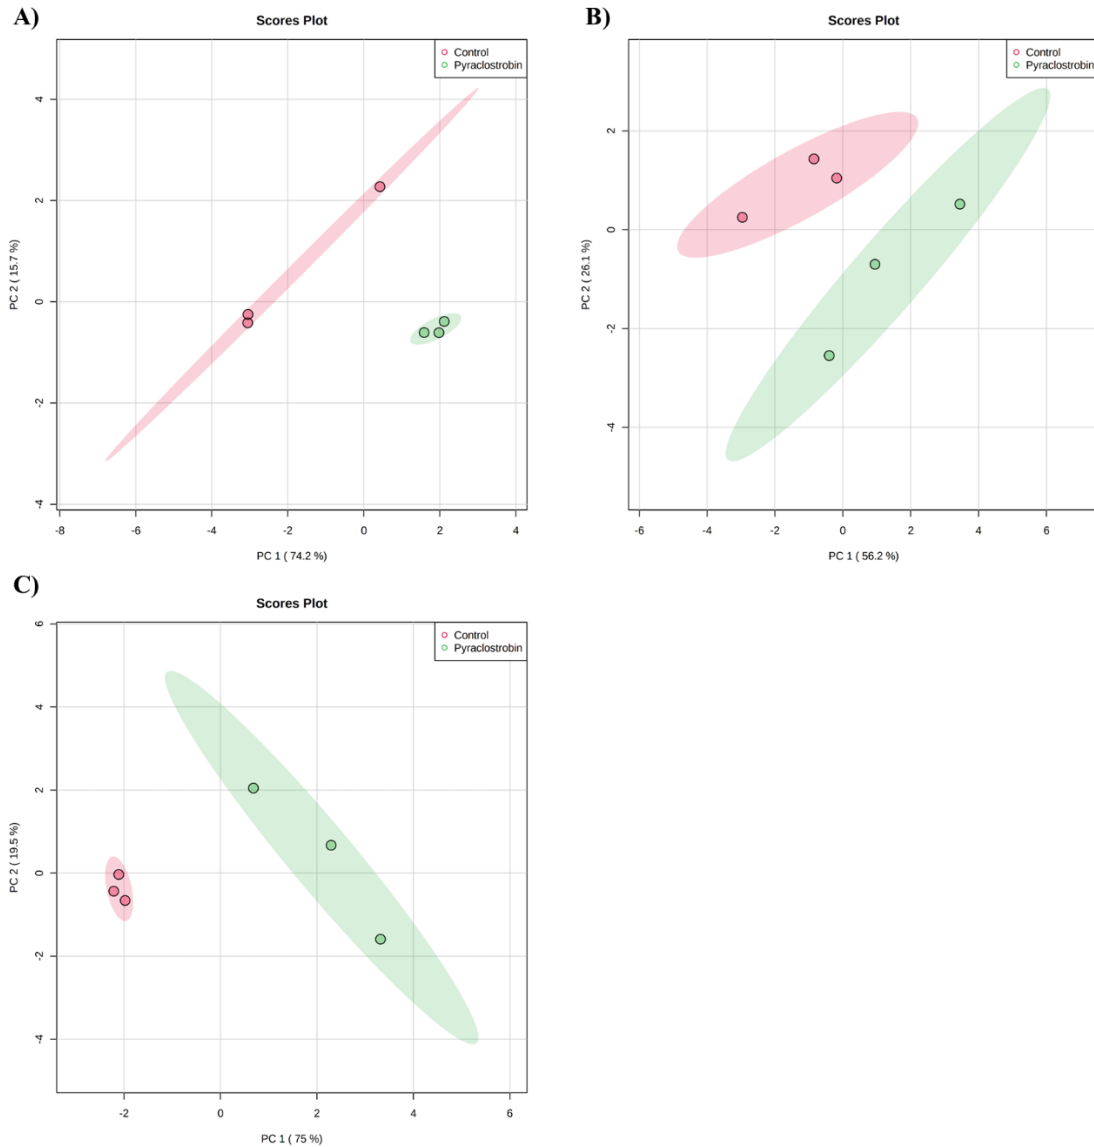 A)
Scores Plot
Control
Pyraclostrobin
4
2
0
-2
-4
PC 2 ( 15.7 %)
-8 -6 -4 -2 0 2 4
PC 1 ( 74.2 %)
B)
Scores Plot
Control
Pyraclostrobin
2
0
-2
-4
PC 2 ( 26.1 %)
-6 -4 -2 0 2 4 6
PC 1 ( 56.2 %)
C)
Scores Plot
Control
Pyraclostrobin
6
4
2
0
-2
-4
PC 2 ( 19.5 %)
-2 0 2 4 6
PC 1 ( 75 %)